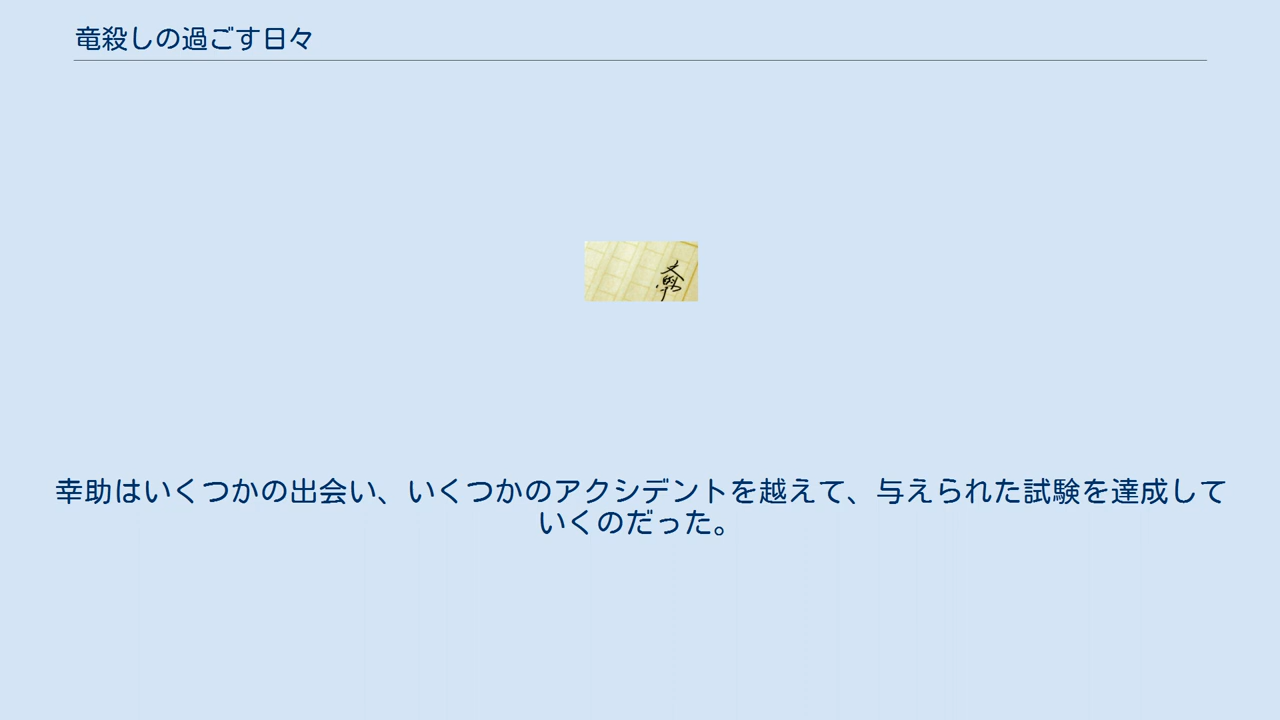 竜殺しの過ごす日々
幸助はいくつかの出会い、いくつかのアクシデントを越えて、与えられた試験を達成して
いくのだった。